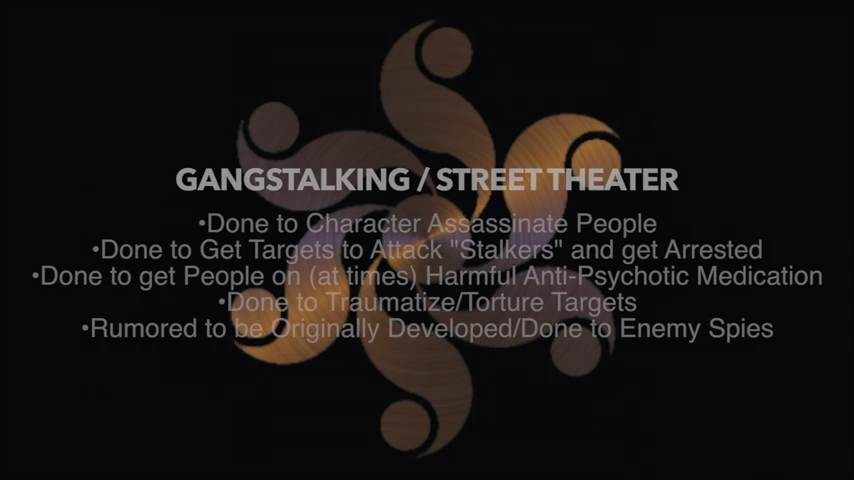 GANGSTALKING / STREET THEATER
•Done to Character Assassinate People
•Done to Get Targets to Attack "Stalkers" and get Arrested
•Done to get People on (at times) Harmful Anti-Psychotic Medication
•Done to Traumatize/Torture Targets
•Rumored to be Originally Developed/Done to Enemy Spies